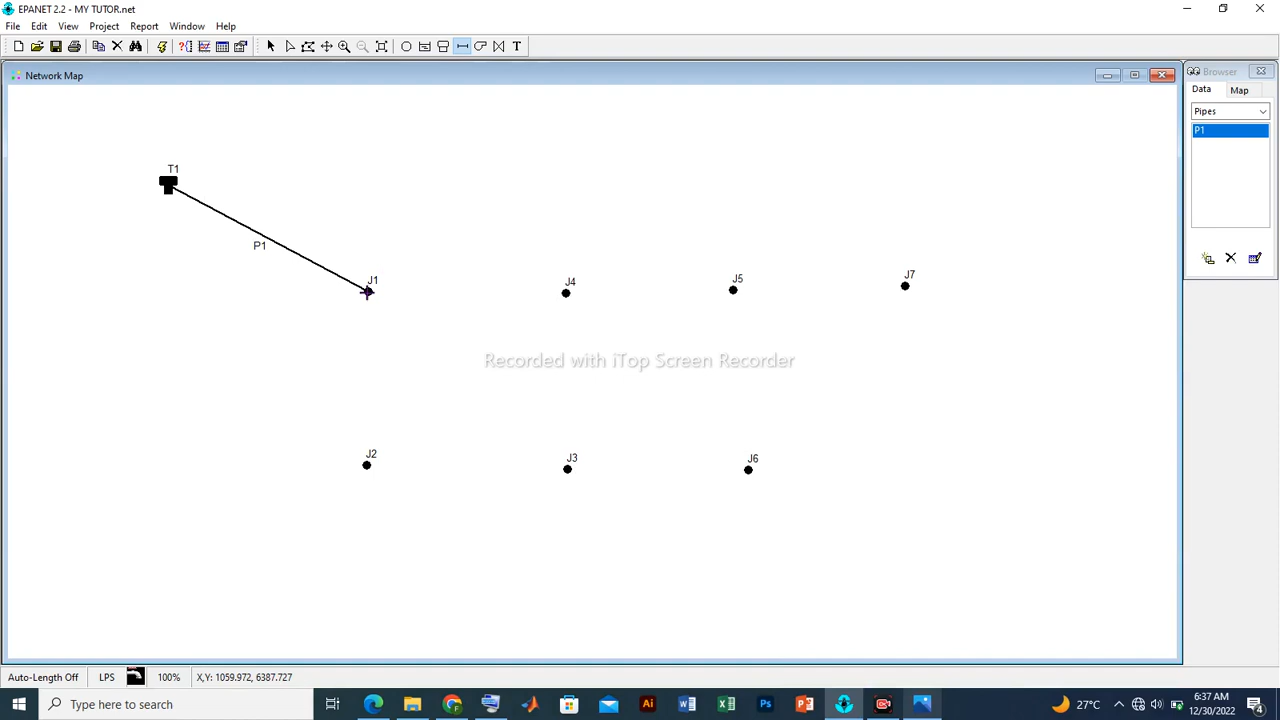 EPANET 2.2 - MY TUTOR.net
File Edit View Project Report Window Help
T
Network Map
Browser
Data Map
Pipes
P1
T1
P1
J1
J4
J5
J7
Recorded with iTop Screen Recorder
J2
J3
J6
Auto-Length Off LPS 100% X,Y: 1059.972, 6387.727
Type here to search
27°C
6:37 AM
12/30/2022
4